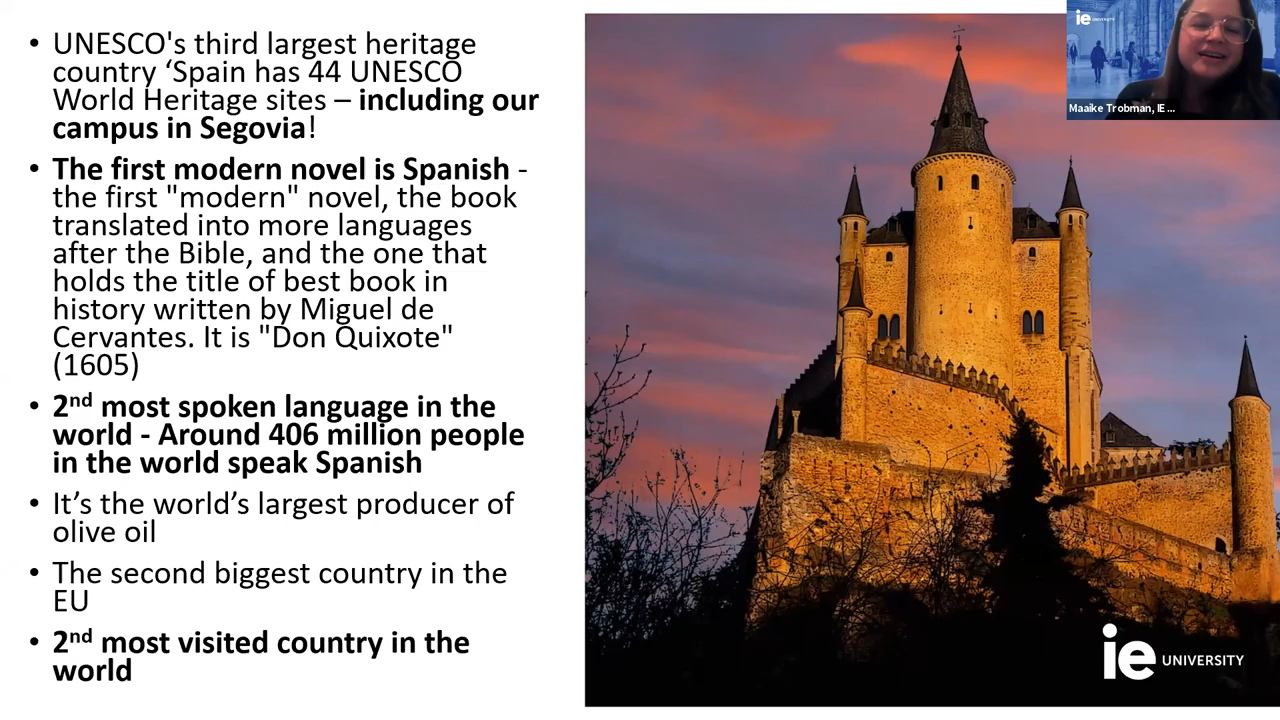 • UNESCO's third largest heritage
country ‘Spain has 44 UNESCO
World Heritage sites – including our
campus in Segovia!
• The first modern novel is Spanish -
the first "modern" novel, the book
translated into more languages
after the Bible, and the one that
holds the title of best book in
history written by Miguel de
Cervantes. It is "Don Quixote"
(1605)
• 2nd most spoken language in the
world - Around 406 million people
in the world speak Spanish
• It’s the world’s largest producer of
olive oil
• The second biggest country in the
EU
• 2nd most visited country in the
world
ie UNIVERSITY
Maaike Trobman, IE ...
ie UNIVERSITY